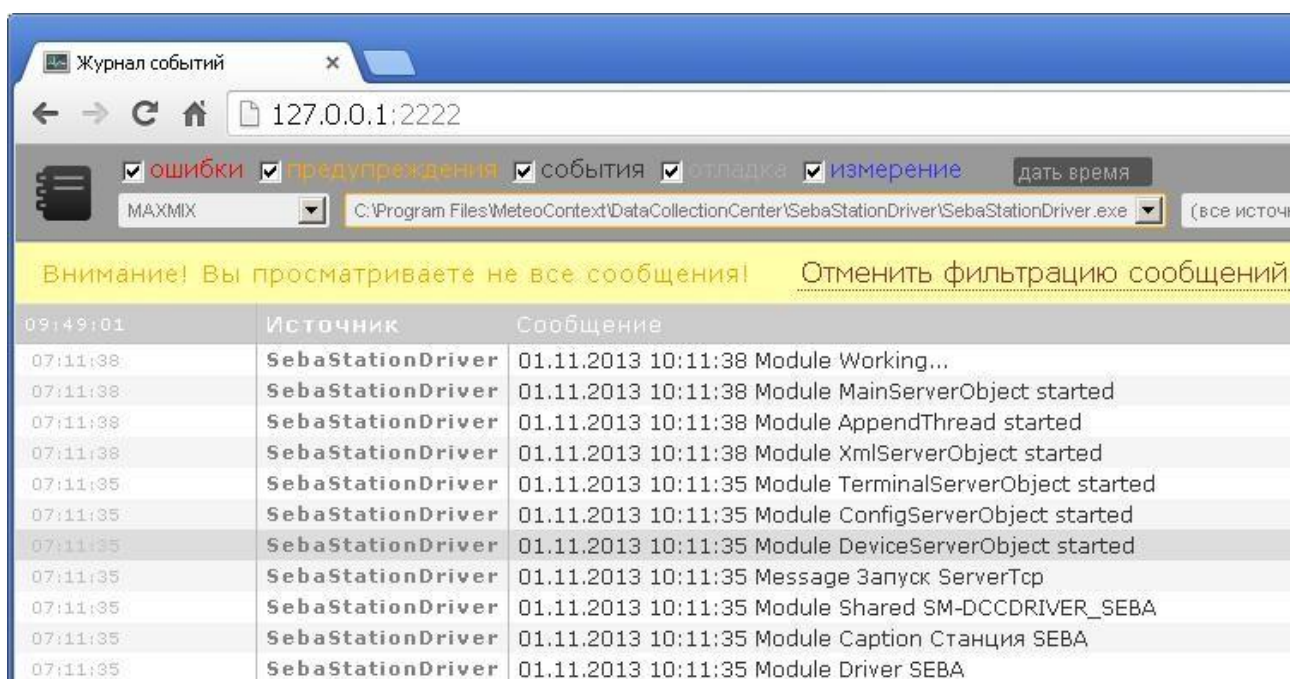 Журнал событий
127.0.0.1:2222
ошибки предупреждения события отладка измерение дать время
MAXMIX C:\Program Files\MeteoContext\DataCollectionCenter\SebaStationDriver\SebaStationDriver.exe (все источ
Внимание! Вы просматриваете не все сообщения! Отменить фильтрацию сообщений
09:49:01 Источник Сообщение
07:11:38 SebaStationDriver 01.11.2013 10:11:38 Module Working...
07:11:38 SebaStationDriver 01.11.2013 10:11:38 Module MainServerObject started
07:11:38 SebaStationDriver 01.11.2013 10:11:38 Module AppendThread started
07:11:38 SebaStationDriver 01.11.2013 10:11:38 Module XmlServerObject started
07:11:35 SebaStationDriver 01.11.2013 10:11:35 Module TerminalServerObject started
07:11:35 SebaStationDriver 01.11.2013 10:11:35 Module ConfigServerObject started
07:11:35 SebaStationDriver 01.11.2013 10:11:35 Module DeviceServerObject started
07:11:35 SebaStationDriver 01.11.2013 10:11:35 Message Запуск ServerTcp
07:11:35 SebaStationDriver 01.11.2013 10:11:35 Module Shared SM-DCCDRIVER_SEBA
07:11:35 SebaStationDriver 01.11.2013 10:11:35 Module Caption Станция SEBA
07:11:35 SebaStationDriver 01.11.2013 10:11:35 Module Driver SEBA